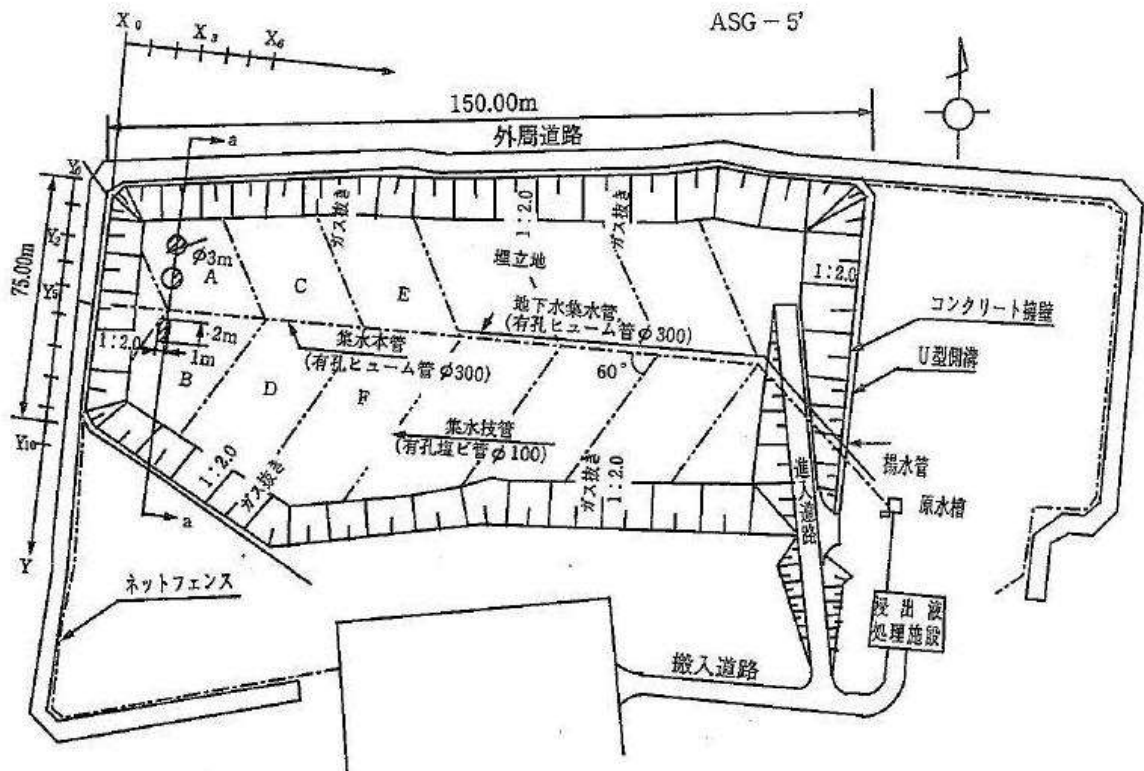 ASG-5'
X₀
X₃
X₆
150.00m
外周道路
a
Y₀
Y₂
Y₅
Y₁₀
Y
75.00m
ガス抜き
1:2.0
ガス抜き
φ3m
A
C
E
埋立地
1:2.0
地下水集水管,
(有孔ヒューム管φ300)
コンクリート擁壁
U型側溝
1:2.0
2m
1m
集水本管
(有孔ヒューム管φ300)
60°
B
D
F
集水技管
(有孔塩ビ管φ100)
1:2.0
ガス抜き
ガス抜き
1:2.0
進入道路
揚水管
原水槽
a
ネットフェンス
浸出液
処理施設
搬入道路